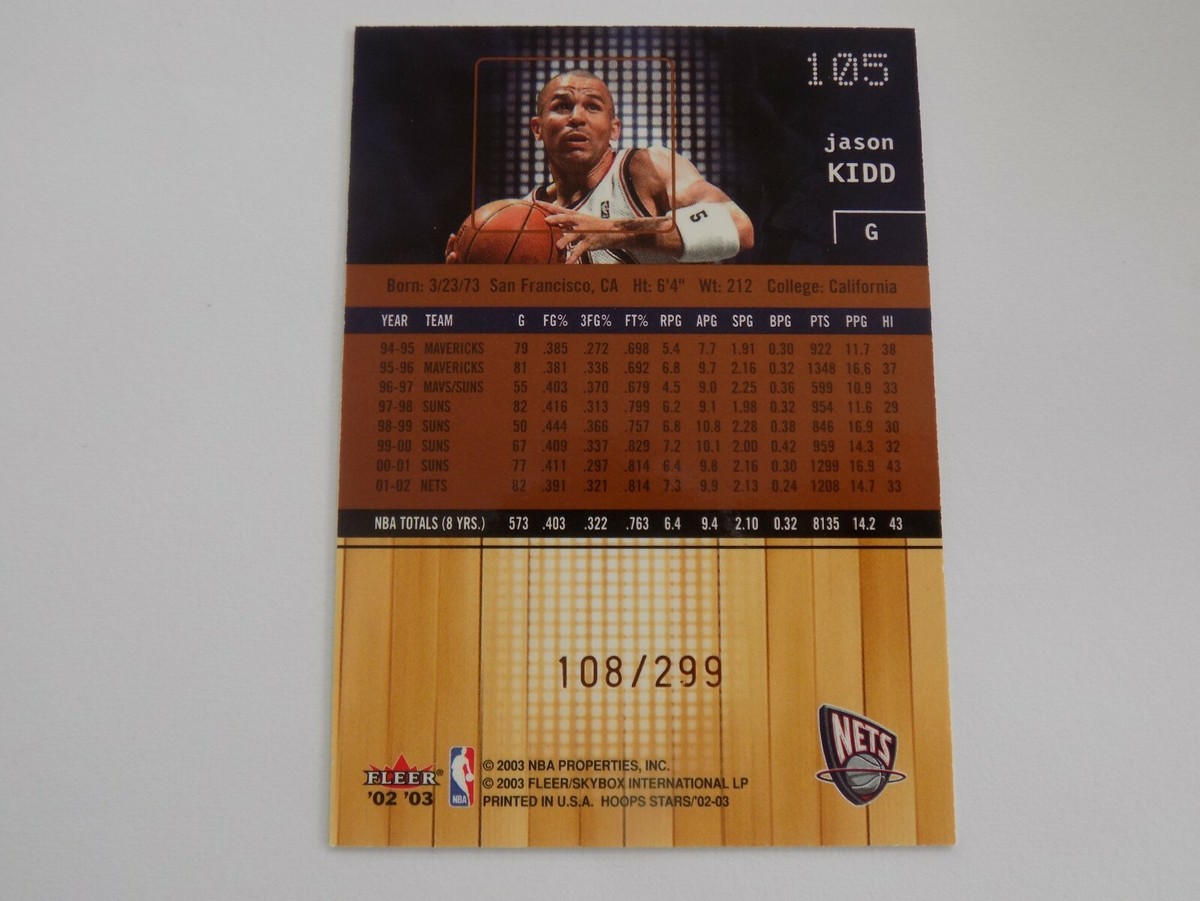 105
jason
KIDD
G
5
Born: 3/23/73 San Francisco, CA Ht: 6'4" Wt: 212 College: California
YEAR TEAM G FG% 3FG% FT% RPG APG SPG BPG PTS PPG HI
94-95 MAVERICKS 79 .385 .272 .698 5.4 7.7 1.91 0.30 922 11.7 38
95-96 MAVERICKS 81 .381 .336 .692 6.8 9.7 2.16 0.32 1348 16.6 37
96-97 MAVS/SUNS 55 .403 .370 .679 4.5 9.0 2.25 0.36 599 10.9 33
97-98 SUNS 82 .416 .313 .799 6.2 9.1 1.98 0.32 954 11.6 29
98-99 SUNS 50 .444 .366 .757 6.8 10.8 2.28 0.38 846 16.9 30
99-00 SUNS 67 .409 .337 .829 7.2 10.1 2.00 0.42 959 14.3 32
00-01 SUNS 77 .411 .297 .814 6.4 9.8 2.16 0.30 1299 16.9 43
01-02 NETS 82 .391 .321 .814 7.3 9.9 2.13 0.24 1208 14.7 33
NBA TOTALS (8 YRS.) 573 .403 .322 .763 6.4 9.4 2.10 0.32 8135 14.2 43
108/299
NETS
FLEER®
'02 '03
NBA
© 2003 NBA PROPERTIES, INC.
© 2003 FLEER/SKYBOX INTERNATIONAL LP
PRINTED IN U.S.A. HOOPS STARS/'02-03